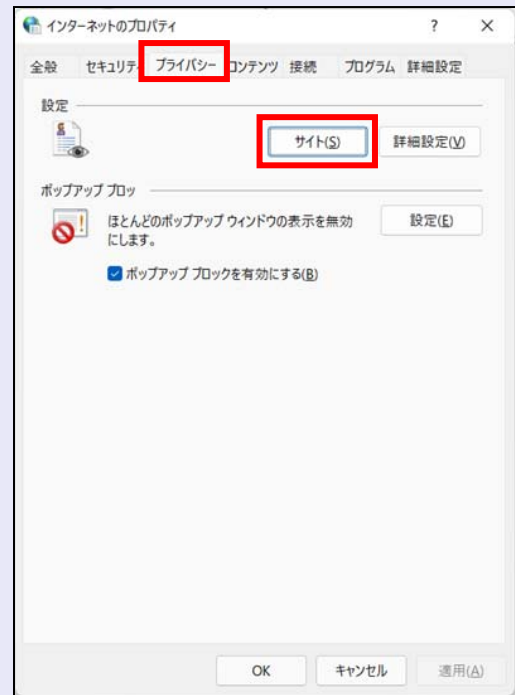 インターネットのプロパティ ? ×
全般 セキュリティ プライバシー コンテンツ 接続 プログラム 詳細設定
設定
サイト(S) 詳細設定(V)
ポップアップ ブロッ
ほとんどのポップアップ ウィンドウの表示を無効 設定(E)
にします。
ポップアップ ブロックを有効にする(B)
OK キャンセル 適用(A)